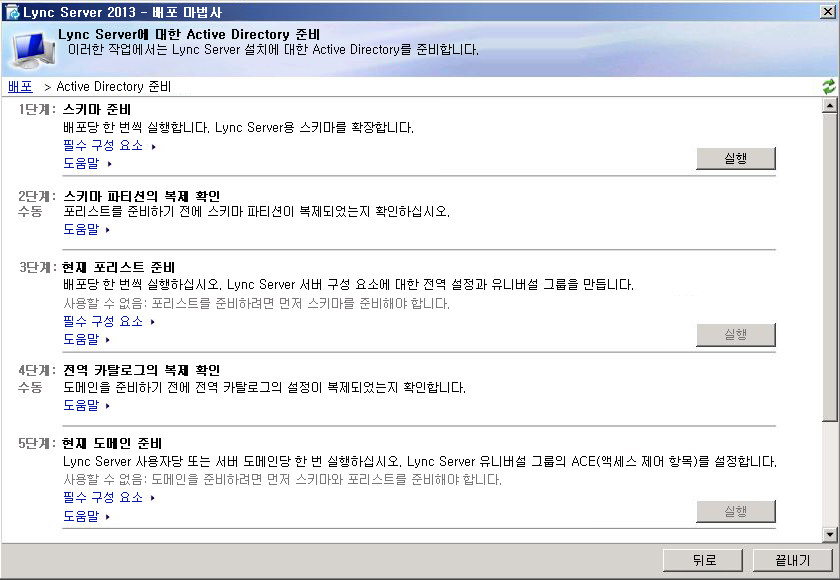 Lync Server 2013 - 배포 마법사
Lync Server에 대한 Active Directory 준비
이러한 작업에서는 Lync Server 설치에 대한 Active Directory를 준비합니다.
배포 > Active Directory 준비
1단계: 스키마 준비
배포당 한 번씩 실행합니다. Lync Server용 스키마를 확장합니다.
필수 구성 요소
도움말
실행
2단계: 스키마 파티션의 복제 확인
수동 포리스트를 준비하기 전에 스키마 파티션이 복제되었는지 확인하십시오.
도움말
3단계: 현재 포리스트 준비
배포당 한 번씩 실행하십시오. Lync Server 서버 구성 요소에 대한 전역 설정과 유니버설 그룹을 만듭니다.
사용할 수 없음: 포리스트를 준비하려면 먼저 스키마를 준비해야 합니다.
필수 구성 요소
도움말
실행
4단계: 전역 카탈로그의 복제 확인
수동 도메인을 준비하기 전에 전역 카탈로그의 설정이 복제되었는지 확인합니다.
도움말
5단계: 현재 도메인 준비
Lync Server 사용자당 또는 서버 도메인당 한 번 실행하십시오. Lync Server 유니버설 그룹의 ACE(액세스 제어 항목)를 설정합니다.
사용할 수 없음: 도메인을 준비하려면 먼저 스키마와 포리스트를 준비해야 합니다.
필수 구성 요소
도움말
실행
뒤로 끝내기